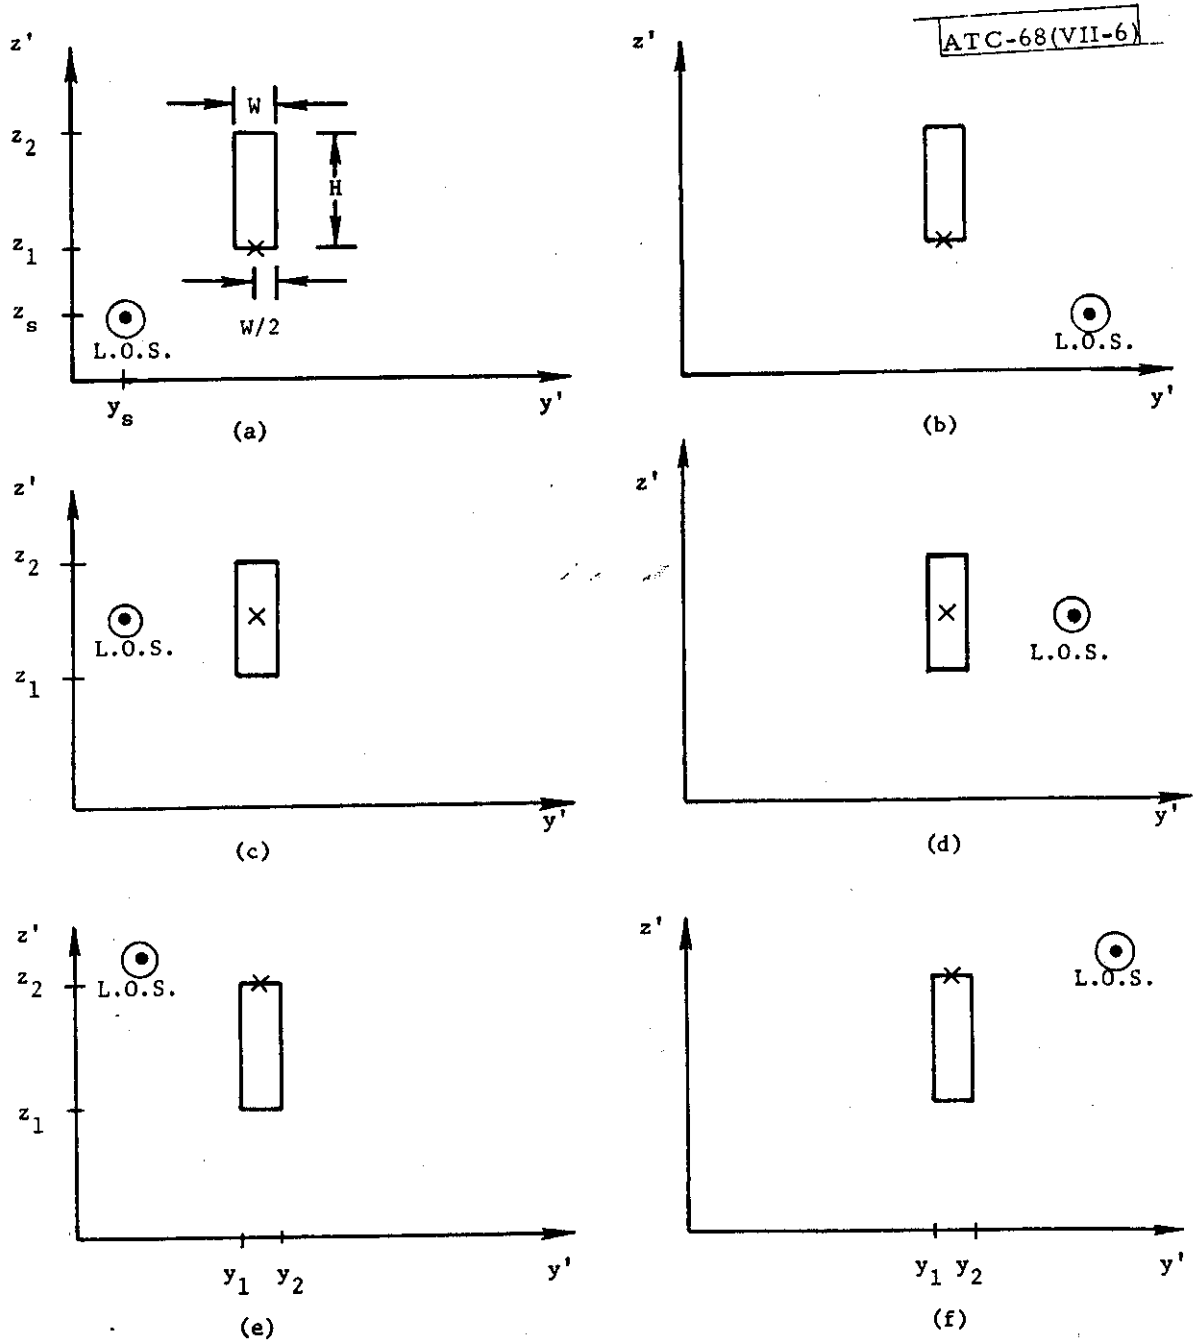 ATC-68(VII-6)
z'
z2
z1
zs
W
H
W/2
L.O.S.
ys
y'
(a)
z'
L.O.S.
y'
(b)
z'
z2
z1
L.O.S.
y'
(c)
z'
L.O.S.
y'
(d)
z'
z2
z1
L.O.S.
y1 y2
y'
(e)
z'
L.O.S.
y1 y2
y'
(f)